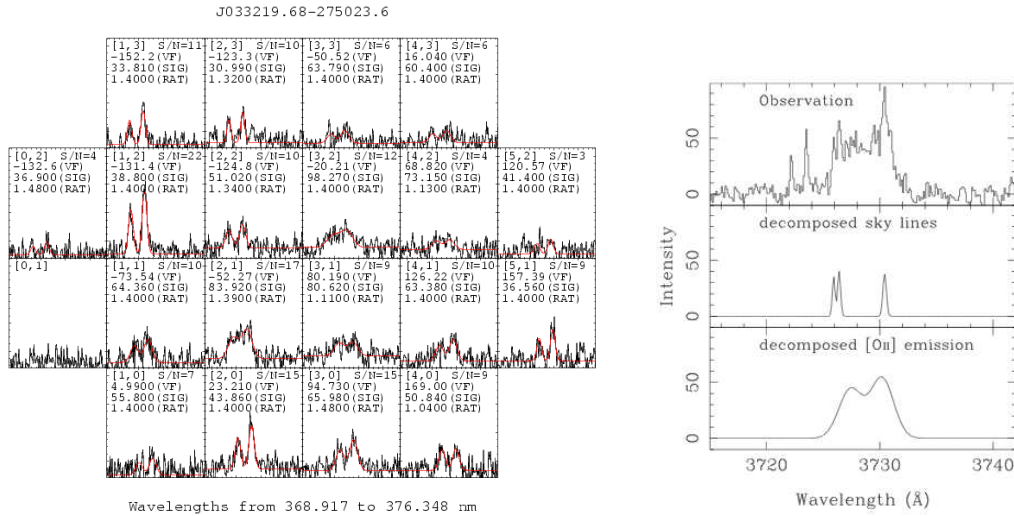 J033219.68-275023.6
[1,3] S/N=11
-152.2(VF)
33.810(SIG)
1.4000(RAT)
[2,3] S/N=10
-123.3(VF)
30.990(SIG)
1.3200(RAT)
[3,3] S/N=6
-50.52(VF)
63.790(SIG)
1.4000(RAT)
[4,3] S/N=6
16.040(VF)
60.400(SIG)
1.4000(RAT)
[0,2] S/N=4
-132.6(VF)
36.900(SIG)
1.4800(RAT)
[1,2] S/N=22
-131.4(VF)
38.800(SIG)
1.4000(RAT)
[2,2] S/N=10
-124.8(VF)
51.020(SIG)
1.3400(RAT)
[3,2] S/N=12
-20.21(VF)
98.270(SIG)
1.4000(RAT)
[4,2] S/N=4
68.820(VF)
73.150(SIG)
1.1300(RAT)
[5,2] S/N=3
120.57(VF)
41.400(SIG)
1.4000(RAT)
[0,1]
[1,1] S/N=10
-73.54(VF)
64.360(SIG)
1.4000(RAT)
[2,1] S/N=17
-52.27(VF)
83.920(SIG)
1.3900(RAT)
[3,1] S/N=9
80.190(VF)
80.620(SIG)
1.1100(RAT)
[4,1] S/N=10
126.22(VF)
63.380(SIG)
1.4000(RAT)
[5,1] S/N=9
157.39(VF)
36.560(SIG)
1.4000(RAT)
[1,0] S/N=7
4.9900(VF)
55.800(SIG)
1.4000(RAT)
[2,0] S/N=15
23.210(VF)
43.860(SIG)
1.4000(RAT)
[3,0] S/N=15
94.730(VF)
65.980(SIG)
1.4800(RAT)
[4,0] S/N=9
169.00(VF)
50.840(SIG)
1.0400(RAT)
Wavelengths from 368.917 to 376.348 nm
Observation
50
0
decomposed sky lines
50
0
decomposed [OII] emission
50
0
Intensity
3720 3730 3740
Wavelength (Å)